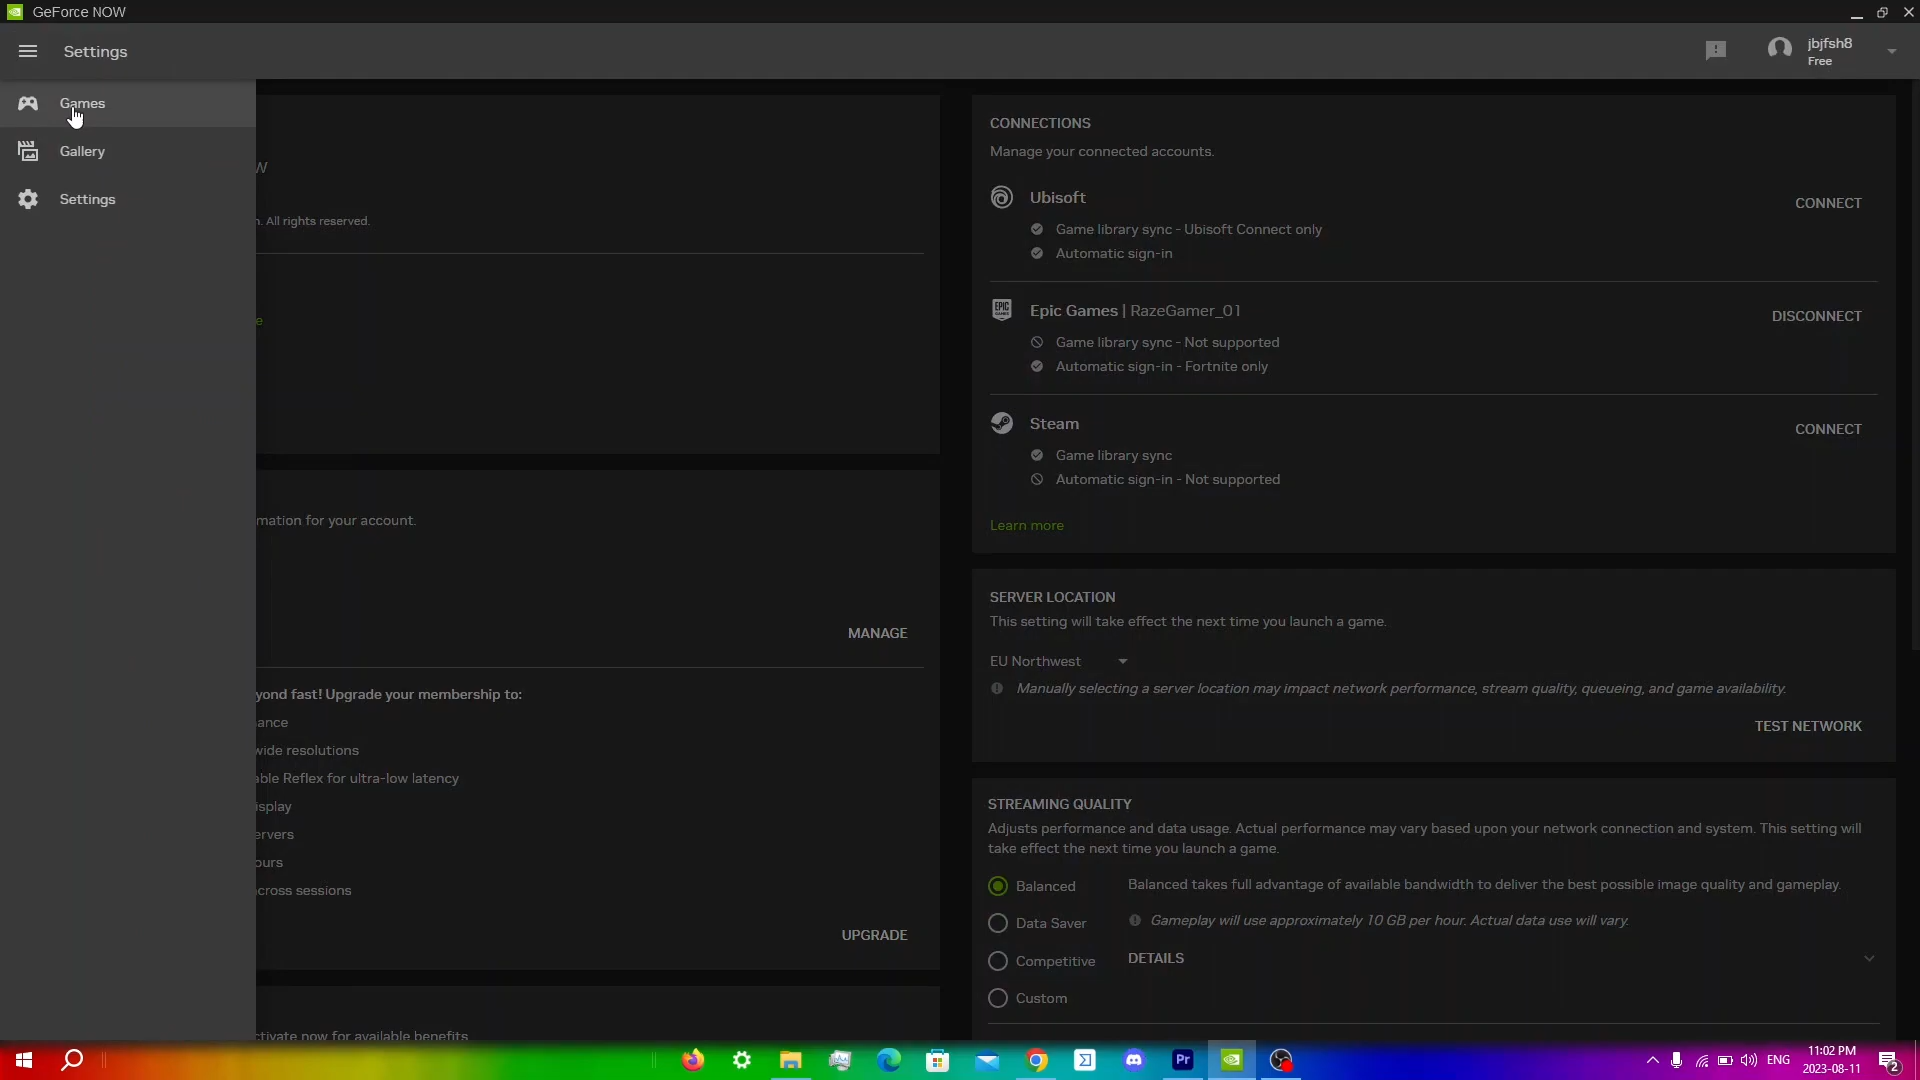 GeForce NOW
Settings
jbjfsh8
Free
Games
Gallery
Settings
W
n. All rights reserved.
e
mation for your account.
MANAGE
yond fast! Upgrade your membership to:
ance
wide resolutions
able Reflex for ultra-low latency
isplay
ervers
ours
across sessions
UPGRADE
ctivate now for available benefits
CONNECTIONS
Manage your connected accounts.
Ubisoft
CONNECT
Game library sync - Ubisoft Connect only
Automatic sign-in
EPIC
GAMES
Epic Games | RazeGamer_01
DISCONNECT
Game library sync - Not supported
Automatic sign-in - Fortnite only
Steam
CONNECT
Game library sync
Automatic sign-in - Not supported
Learn more
SERVER LOCATION
This setting will take effect the next time you launch a game.
EU Northwest
Manually selecting a server location may impact network performance, stream quality, queueing, and game availability.
TEST NETWORK
STREAMING QUALITY
Adjusts performance and data usage. Actual performance may vary based upon your network connection and system. This setting will
take effect the next time you launch a game.
Balanced
Balanced takes full advantage of available bandwidth to deliver the best possible image quality and gameplay.
Data Saver
Gameplay will use approximately 10 GB per hour. Actual data use will vary.
Competitive
DETAILS
Custom
Pr
ENG
11:02 PM
2023-08-11
2